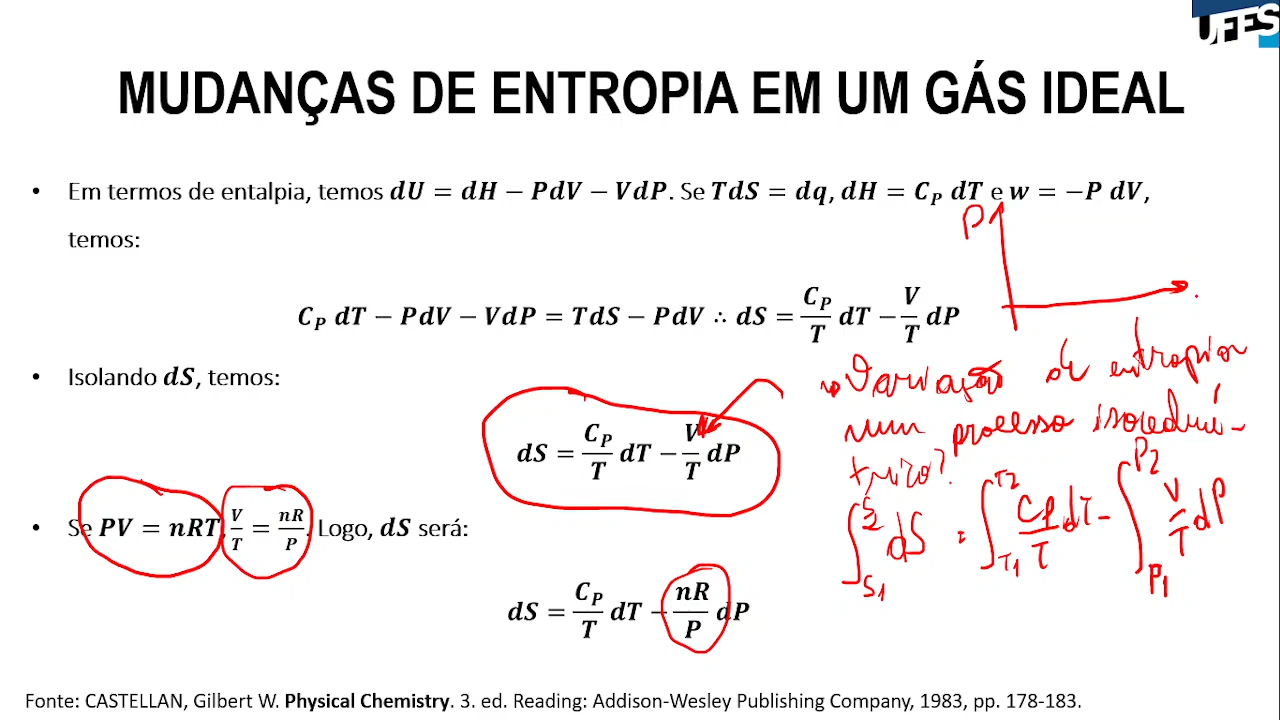 UFES
MUDANÇAS DE ENTROPIA EM UM GÁS IDEAL
• Em termos de entalpia, temos dU = dH − PdV − VdP. Se TdS = dq, dH = C_P dT e w = −P dV,
temos:
P
C_P dT − PdV − VdP = TdS − PdV ∴ dS = C_P/T dT − V/T dP
• Isolando dS, temos:
Variação de entropia
num processo isocedumé-
trico?
dS = C_P/T dT − V/T dP
∫_{S1}^{S2} dS = ∫_{T1}^{T2} Cp/T dT − ∫_{P1}^{P2} V/T dP
• Se PV = nRT, V/T = nR/P. Logo, dS será:
dS = C_P/T dT − nR/P dP
Fonte: CASTELLAN, Gilbert W. Physical Chemistry. 3. ed. Reading: Addison-Wesley Publishing Company, 1983, pp. 178-183.